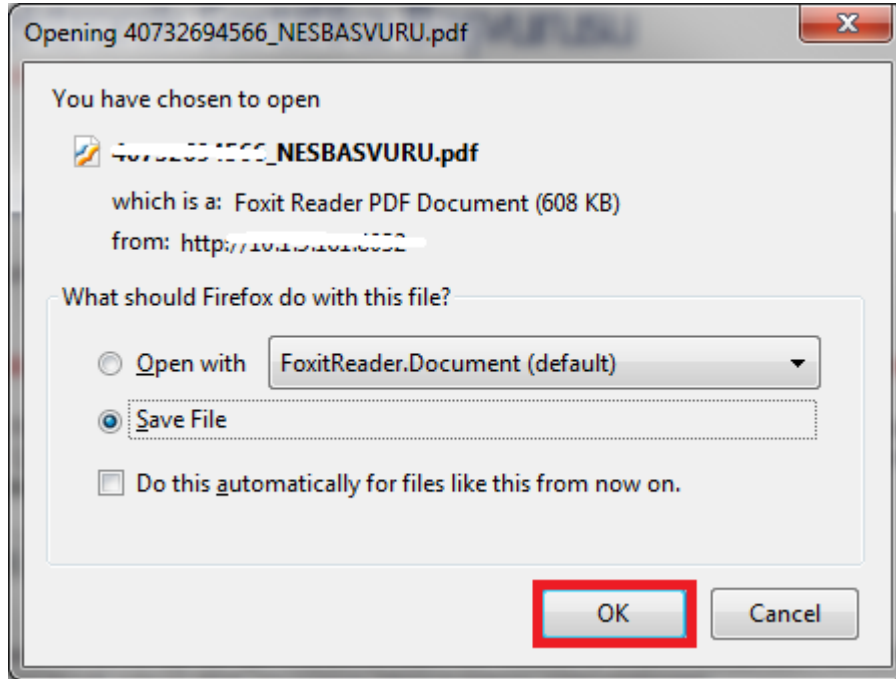 Opening 40732694566_NESBASVURU.pdf
You have chosen to open
_NESBASVURU.pdf
which is a: Foxit Reader PDF Document (608 KB)
from: http:
What should Firefox do with this file?
Open with FoxitReader.Document (default)
Save File
Do this automatically for files like this from now on.
OK Cancel